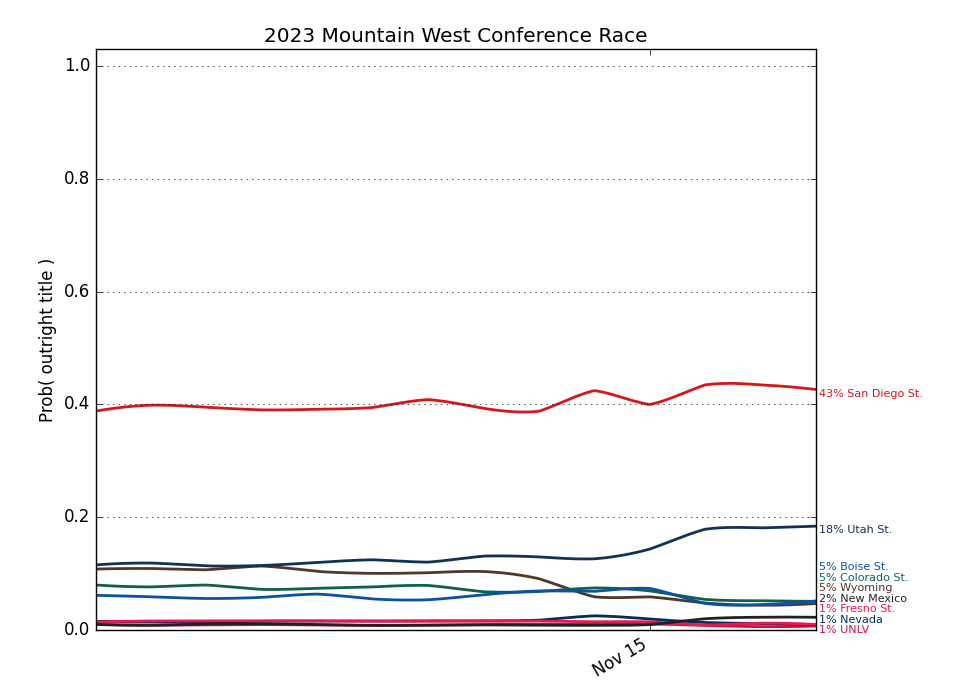 2023 Mountain West Conference Race
Prob( outright title )
1.0
0.8
0.6
0.4
0.2
0.0
Nov 15
43% San Diego St.
18% Utah St.
5% Boise St.
5% Colorado St.
5% Wyoming
2% New Mexico
1% Fresno St.
1% Nevada
1% UNLV